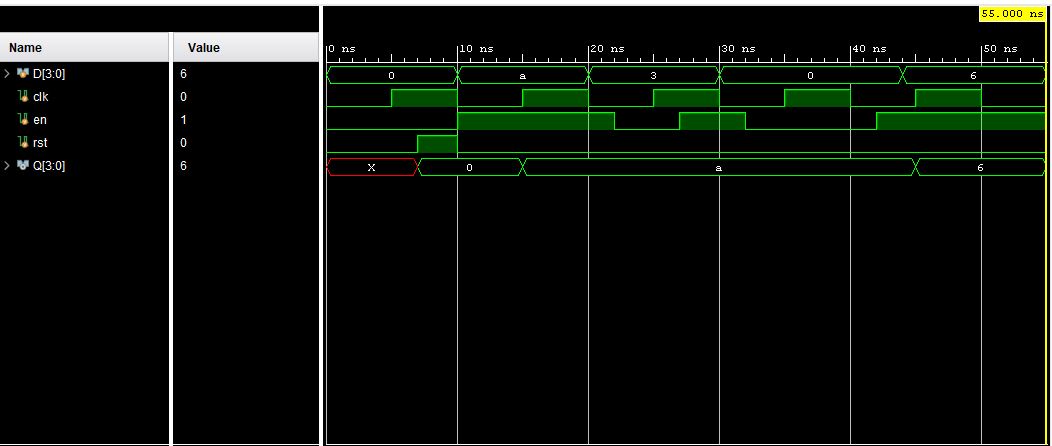 55.000 ns
Name Value
0 ns 10 ns 20 ns 30 ns 40 ns 50 ns
D[3:0] 6 0 a 3 0 6
clk 0
en 1
rst 0
Q[3:0] 6 X 0 a 6